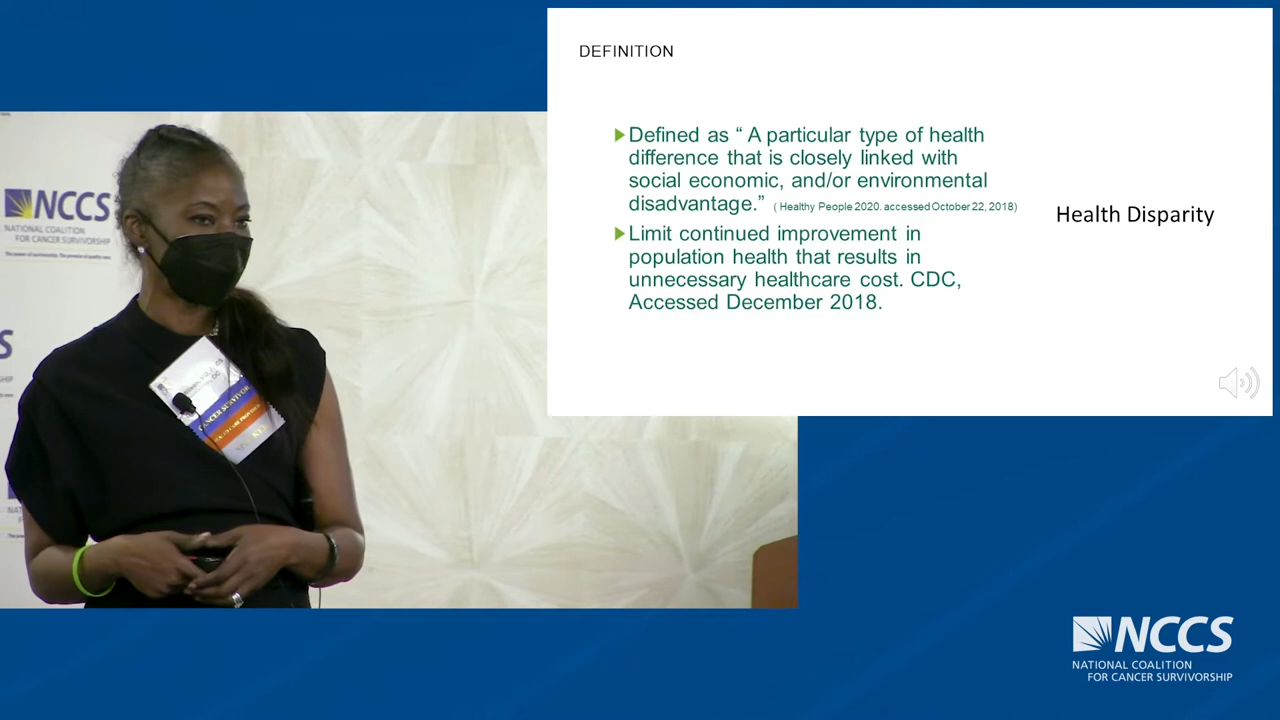 DEFINITION
Defined as “ A particular type of health
difference that is closely linked with
social economic, and/or environmental
disadvantage.” ( Healthy People 2020. accessed October 22, 2018)
Limit continued improvement in
population health that results in
unnecessary healthcare cost. CDC,
Accessed December 2018.
Health Disparity
NCCS
NATIONAL COALITION
FOR CANCER SURVIVORSHIP
S
CANCER SURVIVOR
NCCS
NATIONAL COALITION
FOR CANCER SURVIVORSHIP